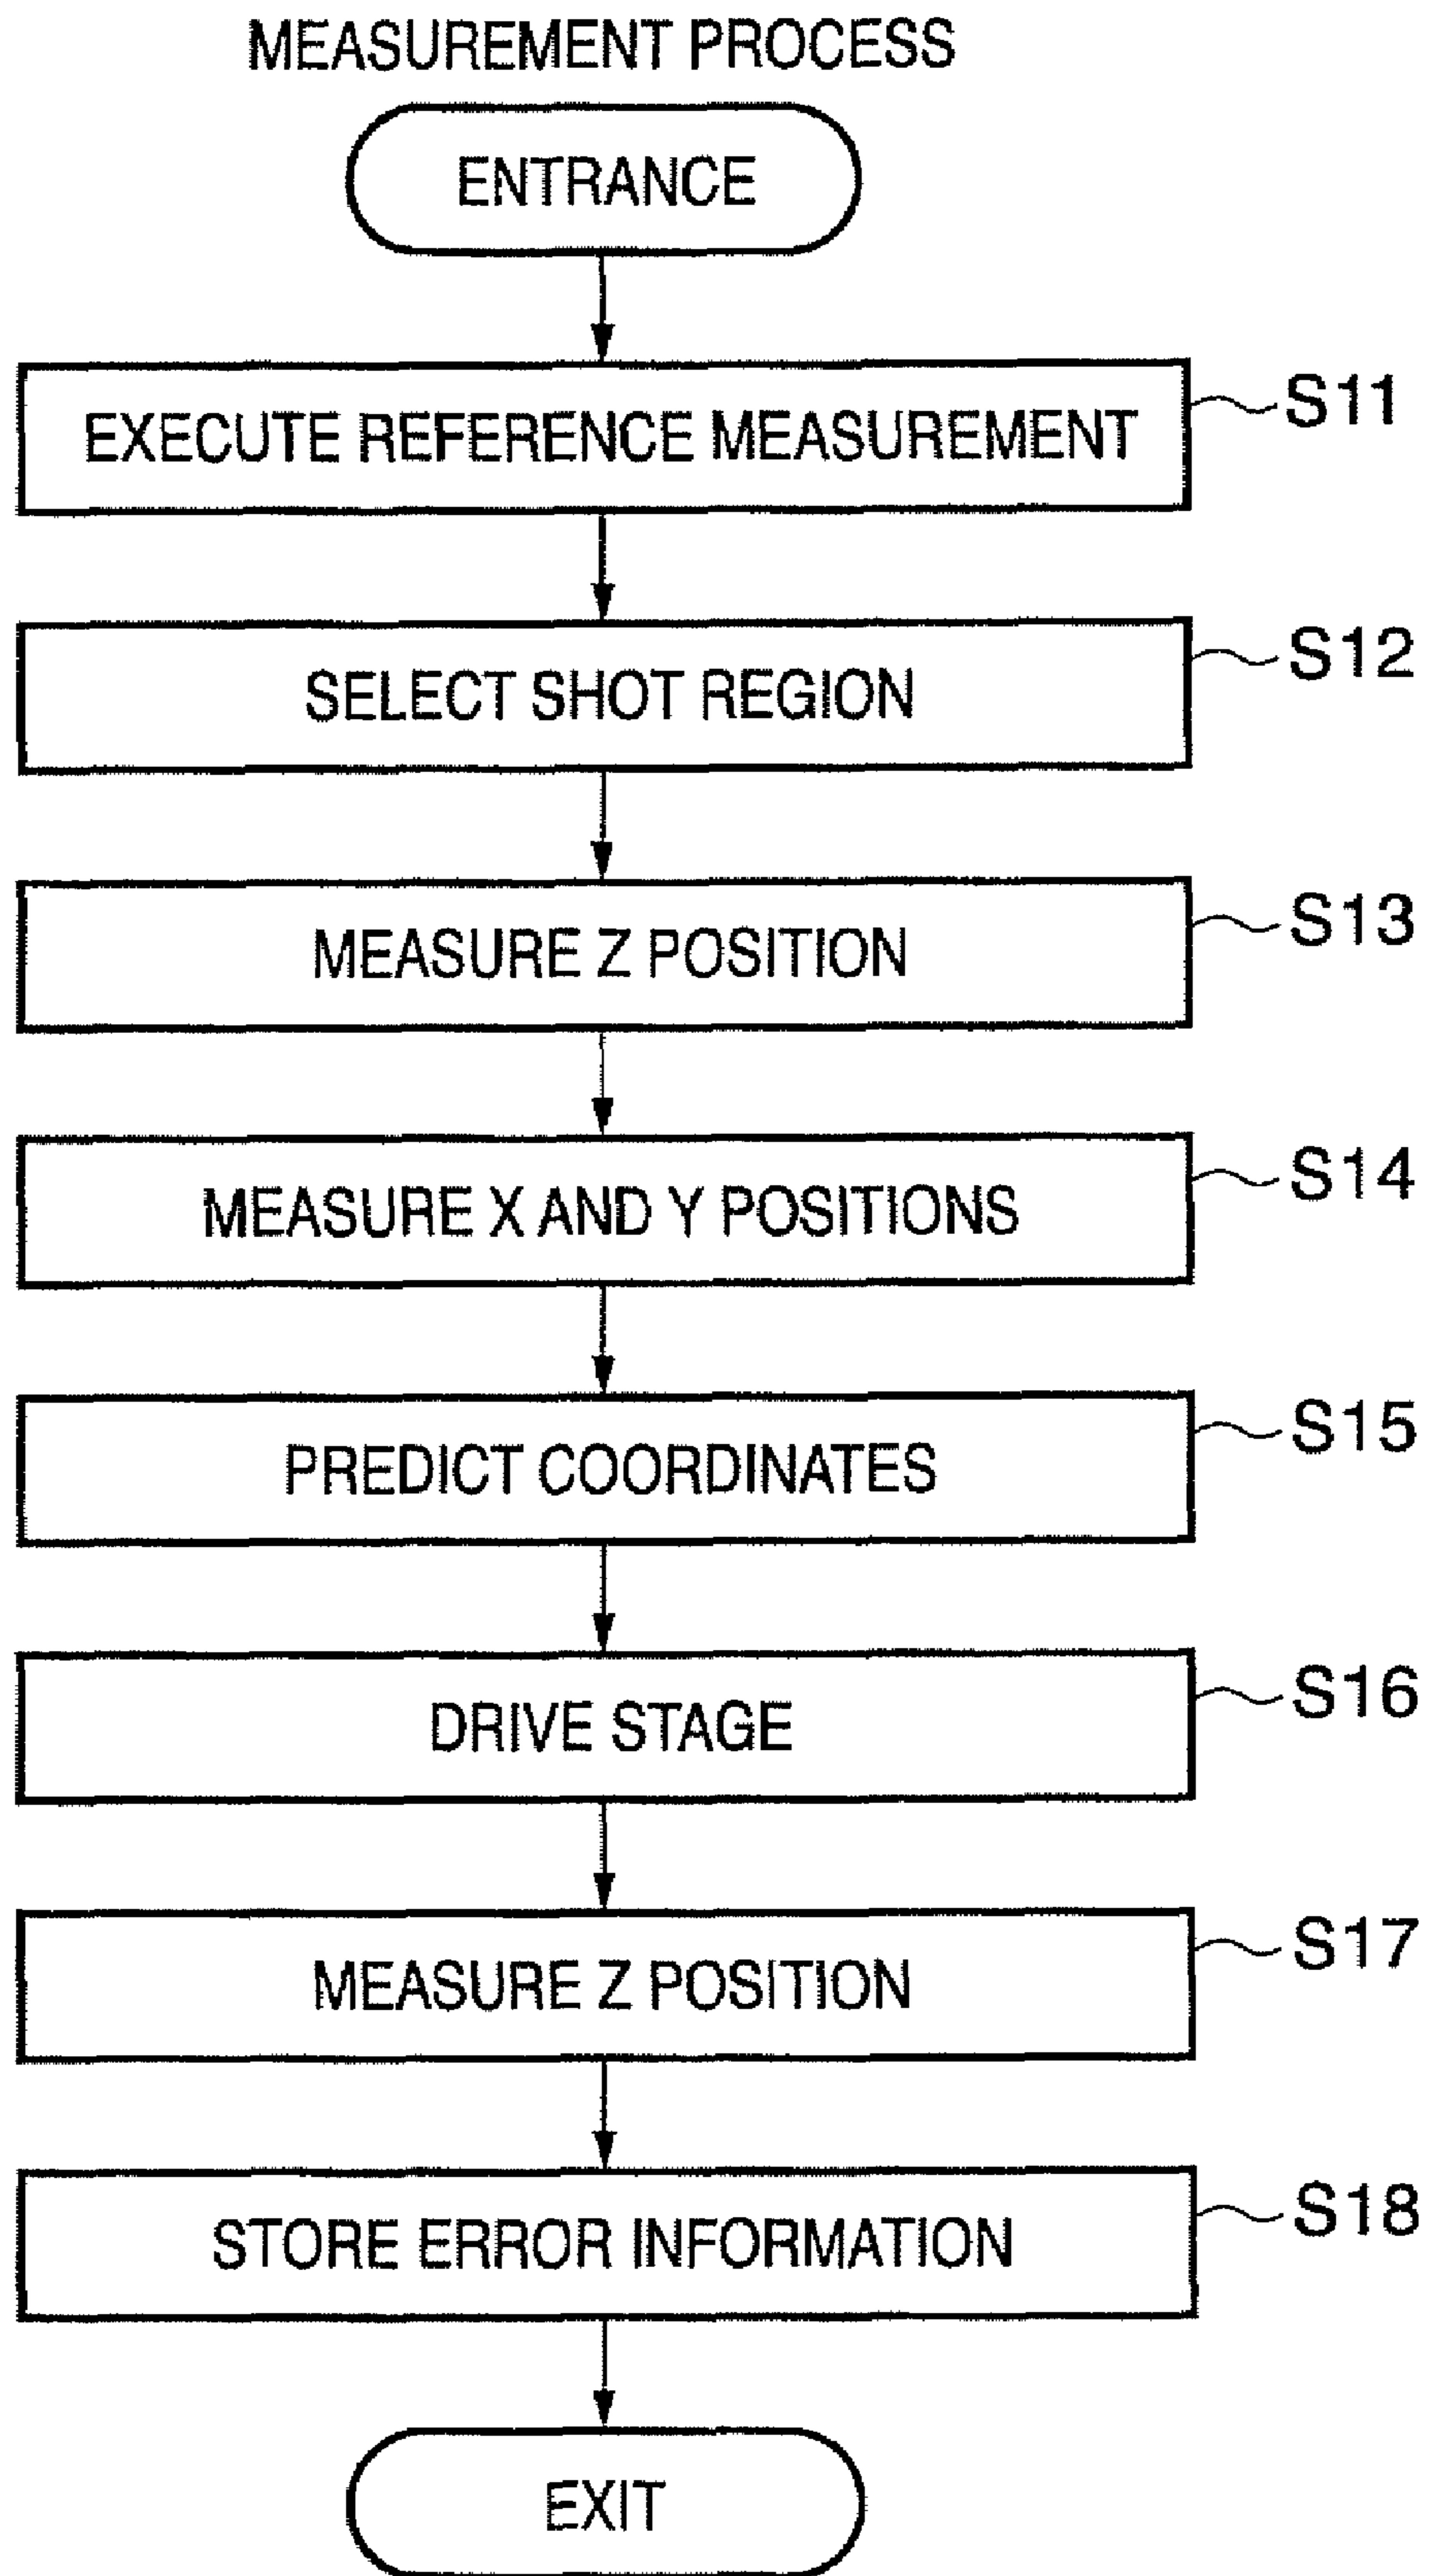 MEASUREMENT PROCESS
ENTRANCE
EXECUTE REFERENCE MEASUREMENT
S11
SELECT SHOT REGION
S12
MEASURE Z POSITION
S13
MEASURE X AND Y POSITIONS
S14
PREDICT COORDINATES
S15
DRIVE STAGE
S16
MEASURE Z POSITION
S17
STORE ERROR INFORMATION
S18
EXIT